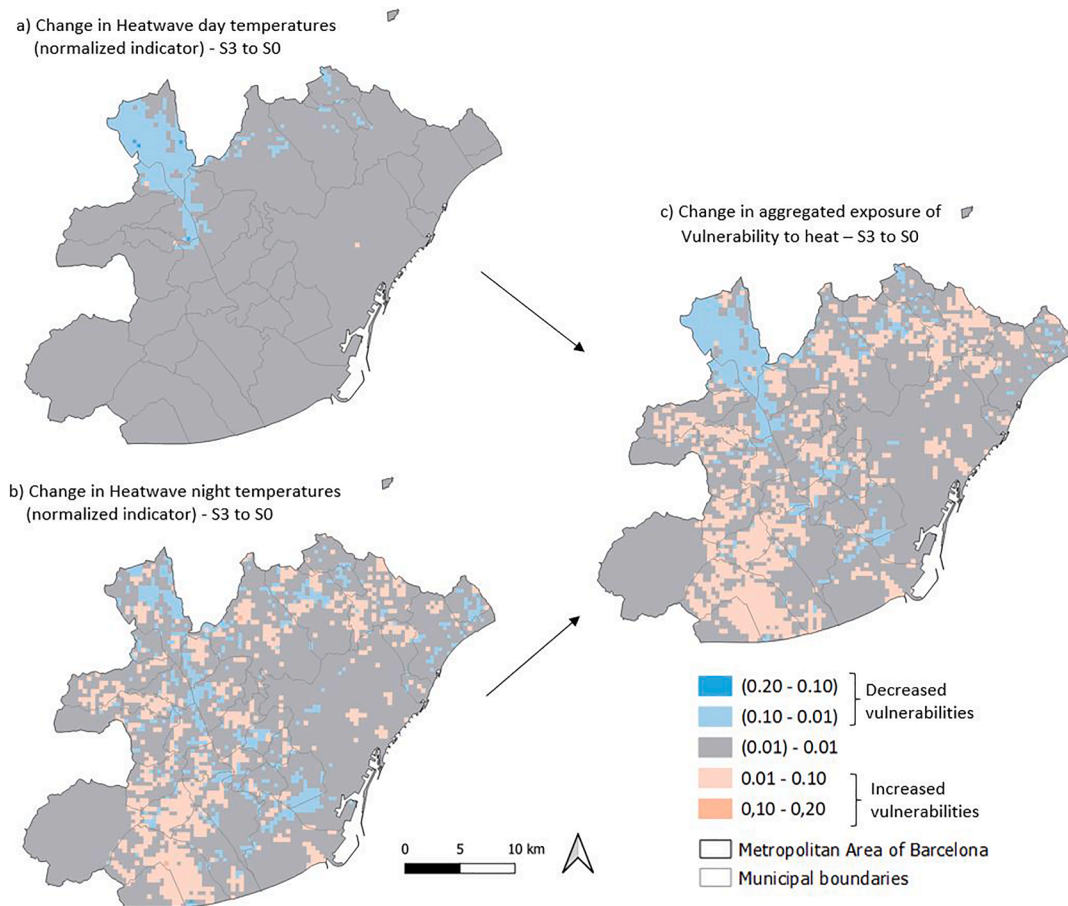 a) Change in Heatwave day temperatures
(normalized indicator) - S3 to S0
c) Change in aggregated exposure of
Vulnerability to heat – S3 to S0
b) Change in Heatwave night temperatures
(normalized indicator) - S3 to S0
(0.20 - 0.10)
(0.10 - 0.01)
Decreased
vulnerabilities
(0.01) - 0.01
0.01 - 0.10
0,10 - 0,20
Increased
vulnerabilities
Metropolitan Area of Barcelona
Municipal boundaries
0 5 10 km